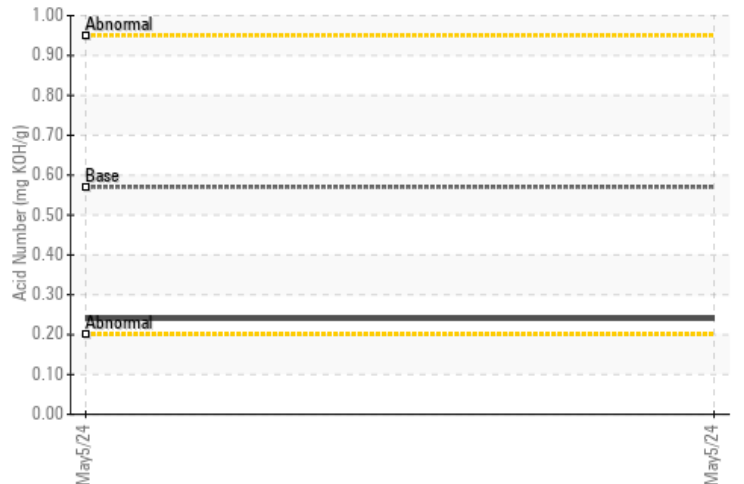 Acid Number (mg KOH/g)
1.00
0.90
0.80
0.70
0.60
0.50
0.40
0.30
0.20
0.10
0.00
Abnormal
Base
Abnormal
May5/24
May5/24